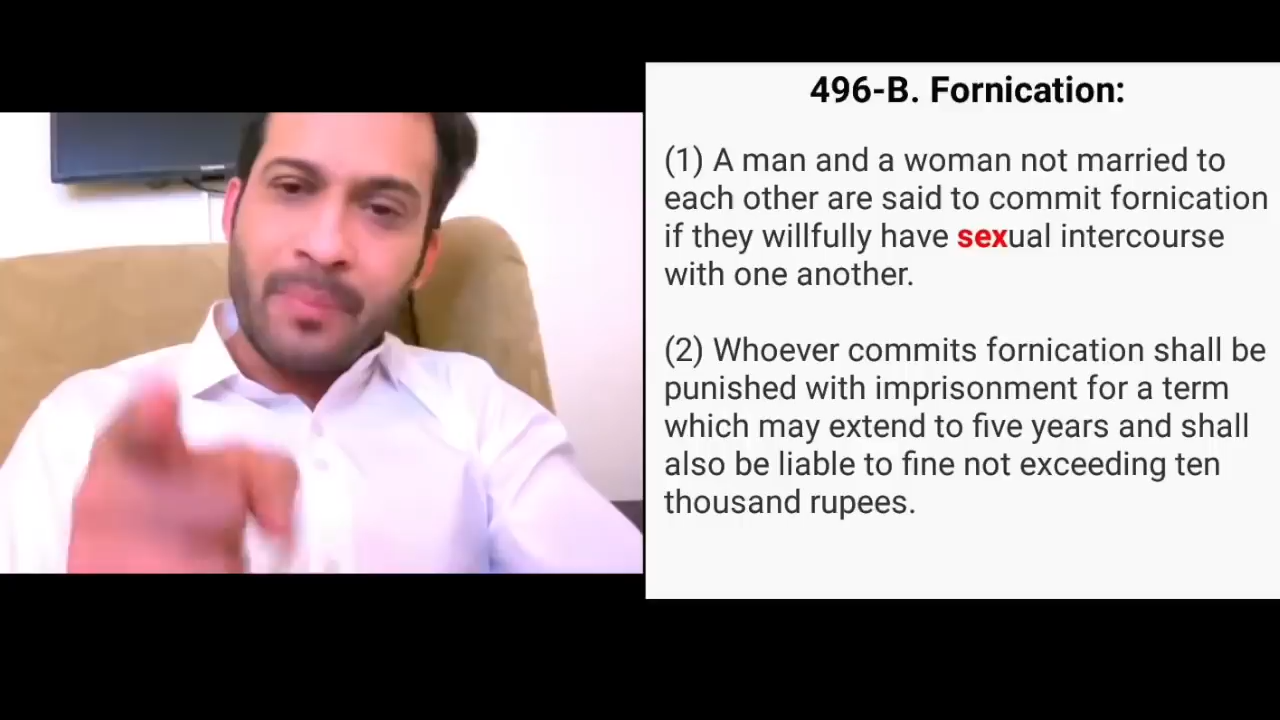 496-B. Fornication:
(1) A man and a woman not married to
each other are said to commit fornication
if they willfully have sexual intercourse
with one another.
(2) Whoever commits fornication shall be
punished with imprisonment for a term
which may extend to five years and shall
also be liable to fine not exceeding ten
thousand rupees.